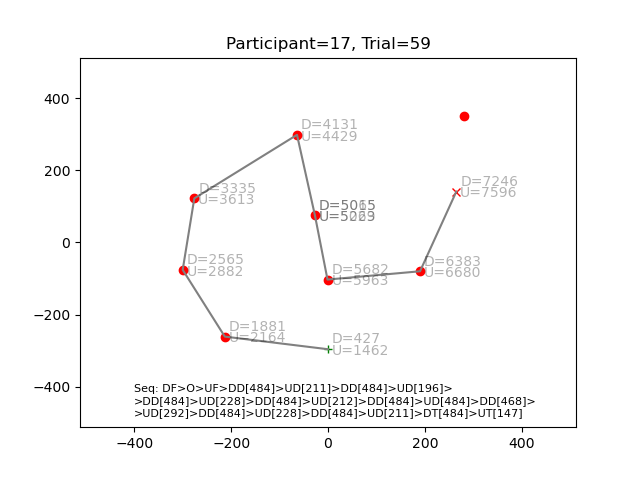 Participant=17, Trial=59
400
200
0
−200
−400
D=4131
U=4429
D=7246
U=7596
D=3335
U=3613
D=2565
U=2882
D=5682
U=5963
D=6383
U=6680
D=1881
U=2164
D=427
U=1462
Seq: DF>O>UF>DD[484]>UD[211]>DD[484]>UD[196]>
>DD[484]>UD[228]>DD[484]>UD[212]>DD[484]>UD[484]>DD[468]>
>UD[292]>DD[484]>UD[228]>DD[484]>UD[211]>DT[484]>UT[147]
−400 −200 0 200 400